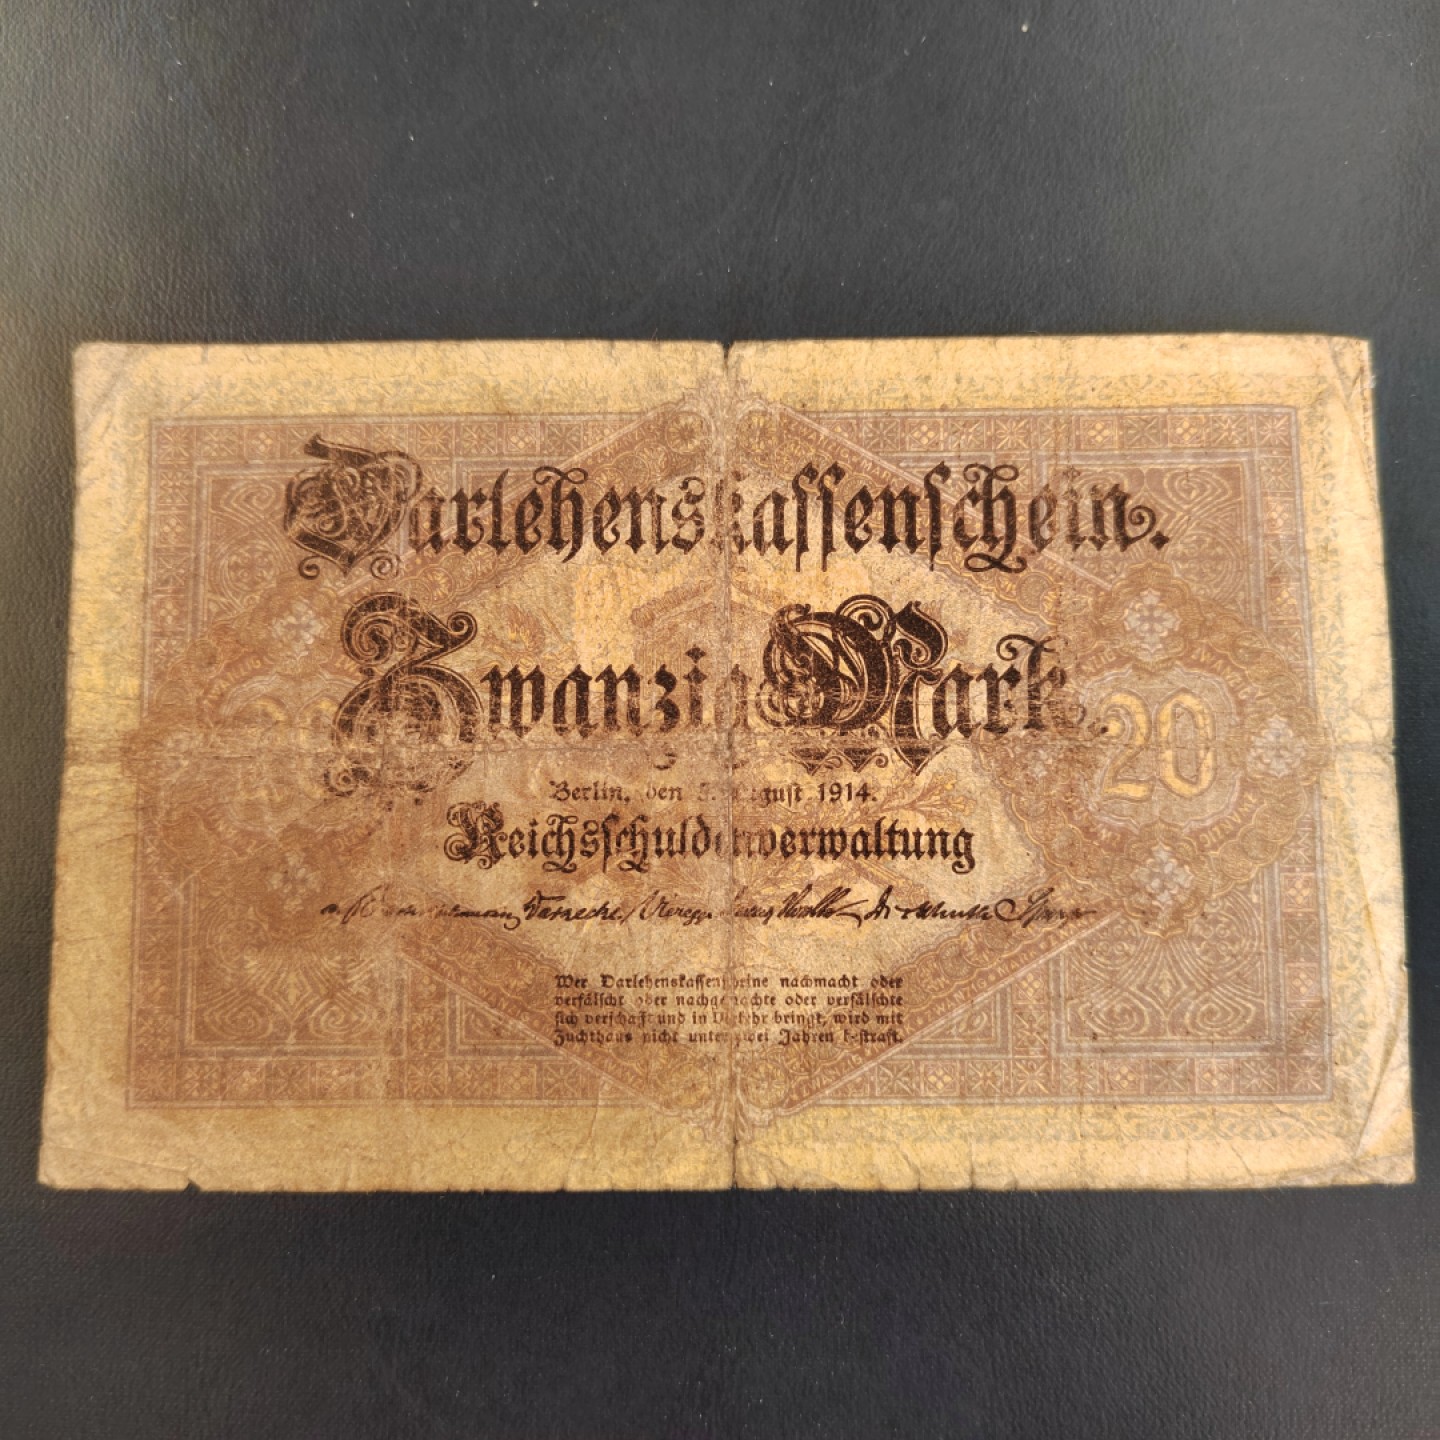 Darlehenskassenschein.
Zwanzig Mark.
20
Berlin, den 5. August 1914.
Reichsschuldenverwaltung
Wer Darlehenskassenscheine nachmacht oder
verfälscht oder nachgemachte oder verfälschte
sich verschafft und in Verkehr bringt, wird mit
Zuchthaus nicht unter zwei Jahren bestraft.